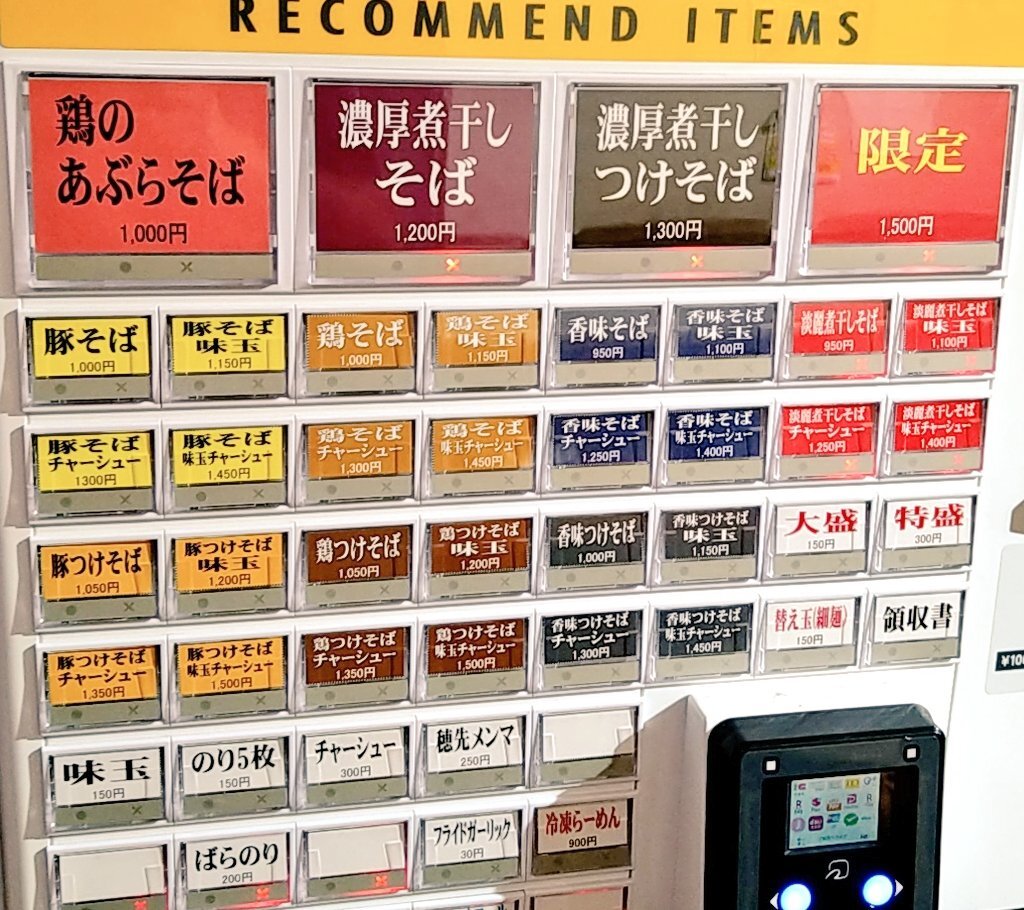 RECOMMEND ITEMS
鶏の
あぶらそば
1,000円
濃厚煮干し
そば
1,200円
濃厚煮干し
つけそば
1,300円
限定
1,500円
豚そば
1,000円
豚そば
味玉
1,150円
鶏そば
1,000円
鶏そば
味玉
1,150円
香味そば
950円
香味そば
味玉
1,100円
淡麗煮干しそば
950円
淡麗煮干しそば
味玉
1,100円
豚そば
チャーシュー
1300円
豚そば
味玉チャーシュー
1,450円
鶏そば
チャーシュー
1,300円
鶏そば
味玉チャーシュー
1,450円
香味そば
チャーシュー
1,250円
香味そば
味玉チャーシュー
1,400円
淡麗煮干しそば
チャーシュー
1,250円
淡麗煮干しそば
味玉チャーシュー
1,400円
豚つけそば
1,050円
豚つけそば
味玉
1,200円
鶏つけそば
1,050円
鶏つけそば
味玉
1,200円
香味つけそば
1,000円
香味つけそば
味玉
1,150円
大盛
150円
特盛
300円
豚つけそば
チャーシュー
1,350円
豚つけそば
味玉チャーシュー
1,500円
鶏つけそば
チャーシュー
1,350円
鶏つけそば
味玉チャーシュー
1,500円
香味つけそば
チャーシュー
1,300円
香味つけそば
味玉チャーシュー
1,450円
替え玉(細麺)
150円
領収書
味玉
150円
のり5枚
150円
チャーシュー
300円
穂先メンマ
250円
ばらのり
200円
フライドガーリック
30円
冷凍らーめん
900円